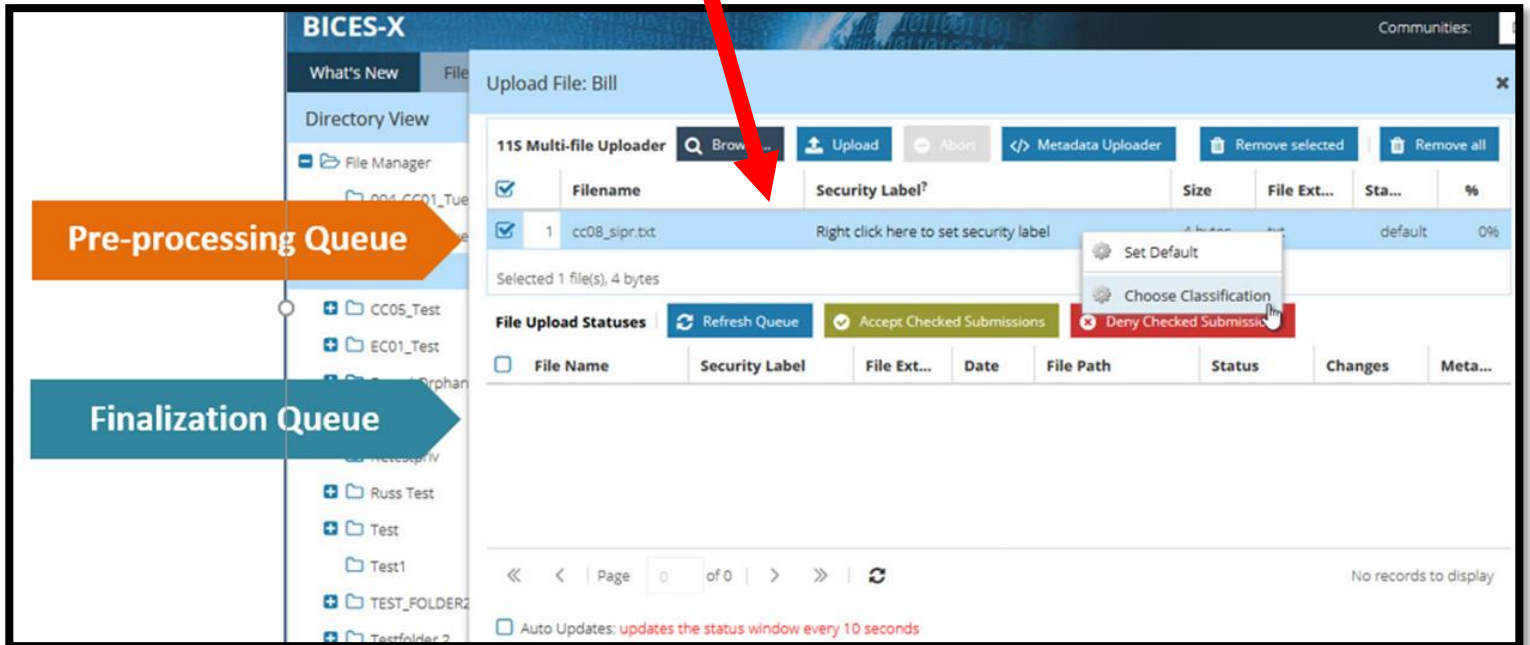 BICES-X
Communities:
What's New File
Upload File: Bill
Directory View
11S Multi-file Uploader Upload Abort </> Metadata Uploader Remove selected Remove all
File Manager
Filename Security Label? Size File Ext... Sta... %
Pre-processing Queue
1 cc08_sipr.txt Right click here to set security label default 0%
Set Default
Selected 1 file(s), 4 bytes
Choose Classification
CC05_Test
File Upload Statuses Refresh Queue Accept Checked Submissions Deny Checked
EC01_Test
File Name Security Label File Ext... Date File Path Status Changes Meta...
Finalization Queue
Russ Test
Test
Test1
Page 0 of 0 No records to display
TEST_FOLDER2
Auto Updates: updates the status window every 10 seconds
Testfolder 2